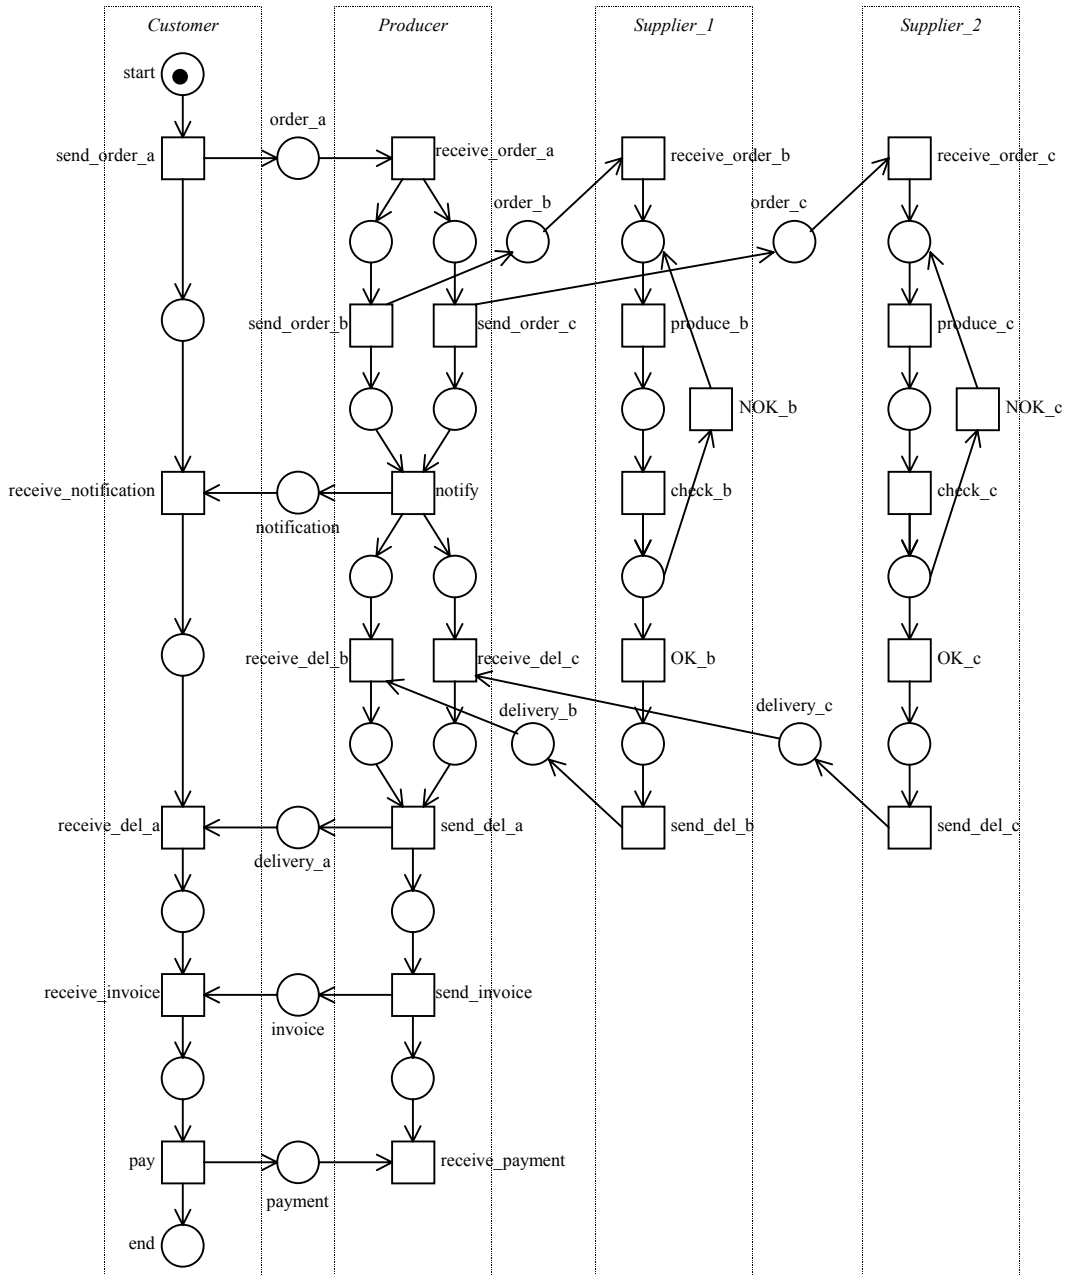 Customer
Producer
Supplier_1
Supplier_2
start
order_a
send_order_a
receive_order_a
receive_order_b
receive_order_c
order_b
order_c
send_order_b
send_order_c
produce_b
produce_c
NOK_b
NOK_c
receive_notification
notify
check_b
check_c
notification
receive_del_b
receive_del_c
OK_b
OK_c
delivery_b
delivery_c
receive_del_a
send_del_a
send_del_b
send_del_c
delivery_a
receive_invoice
send_invoice
invoice
pay
receive_payment
payment
end